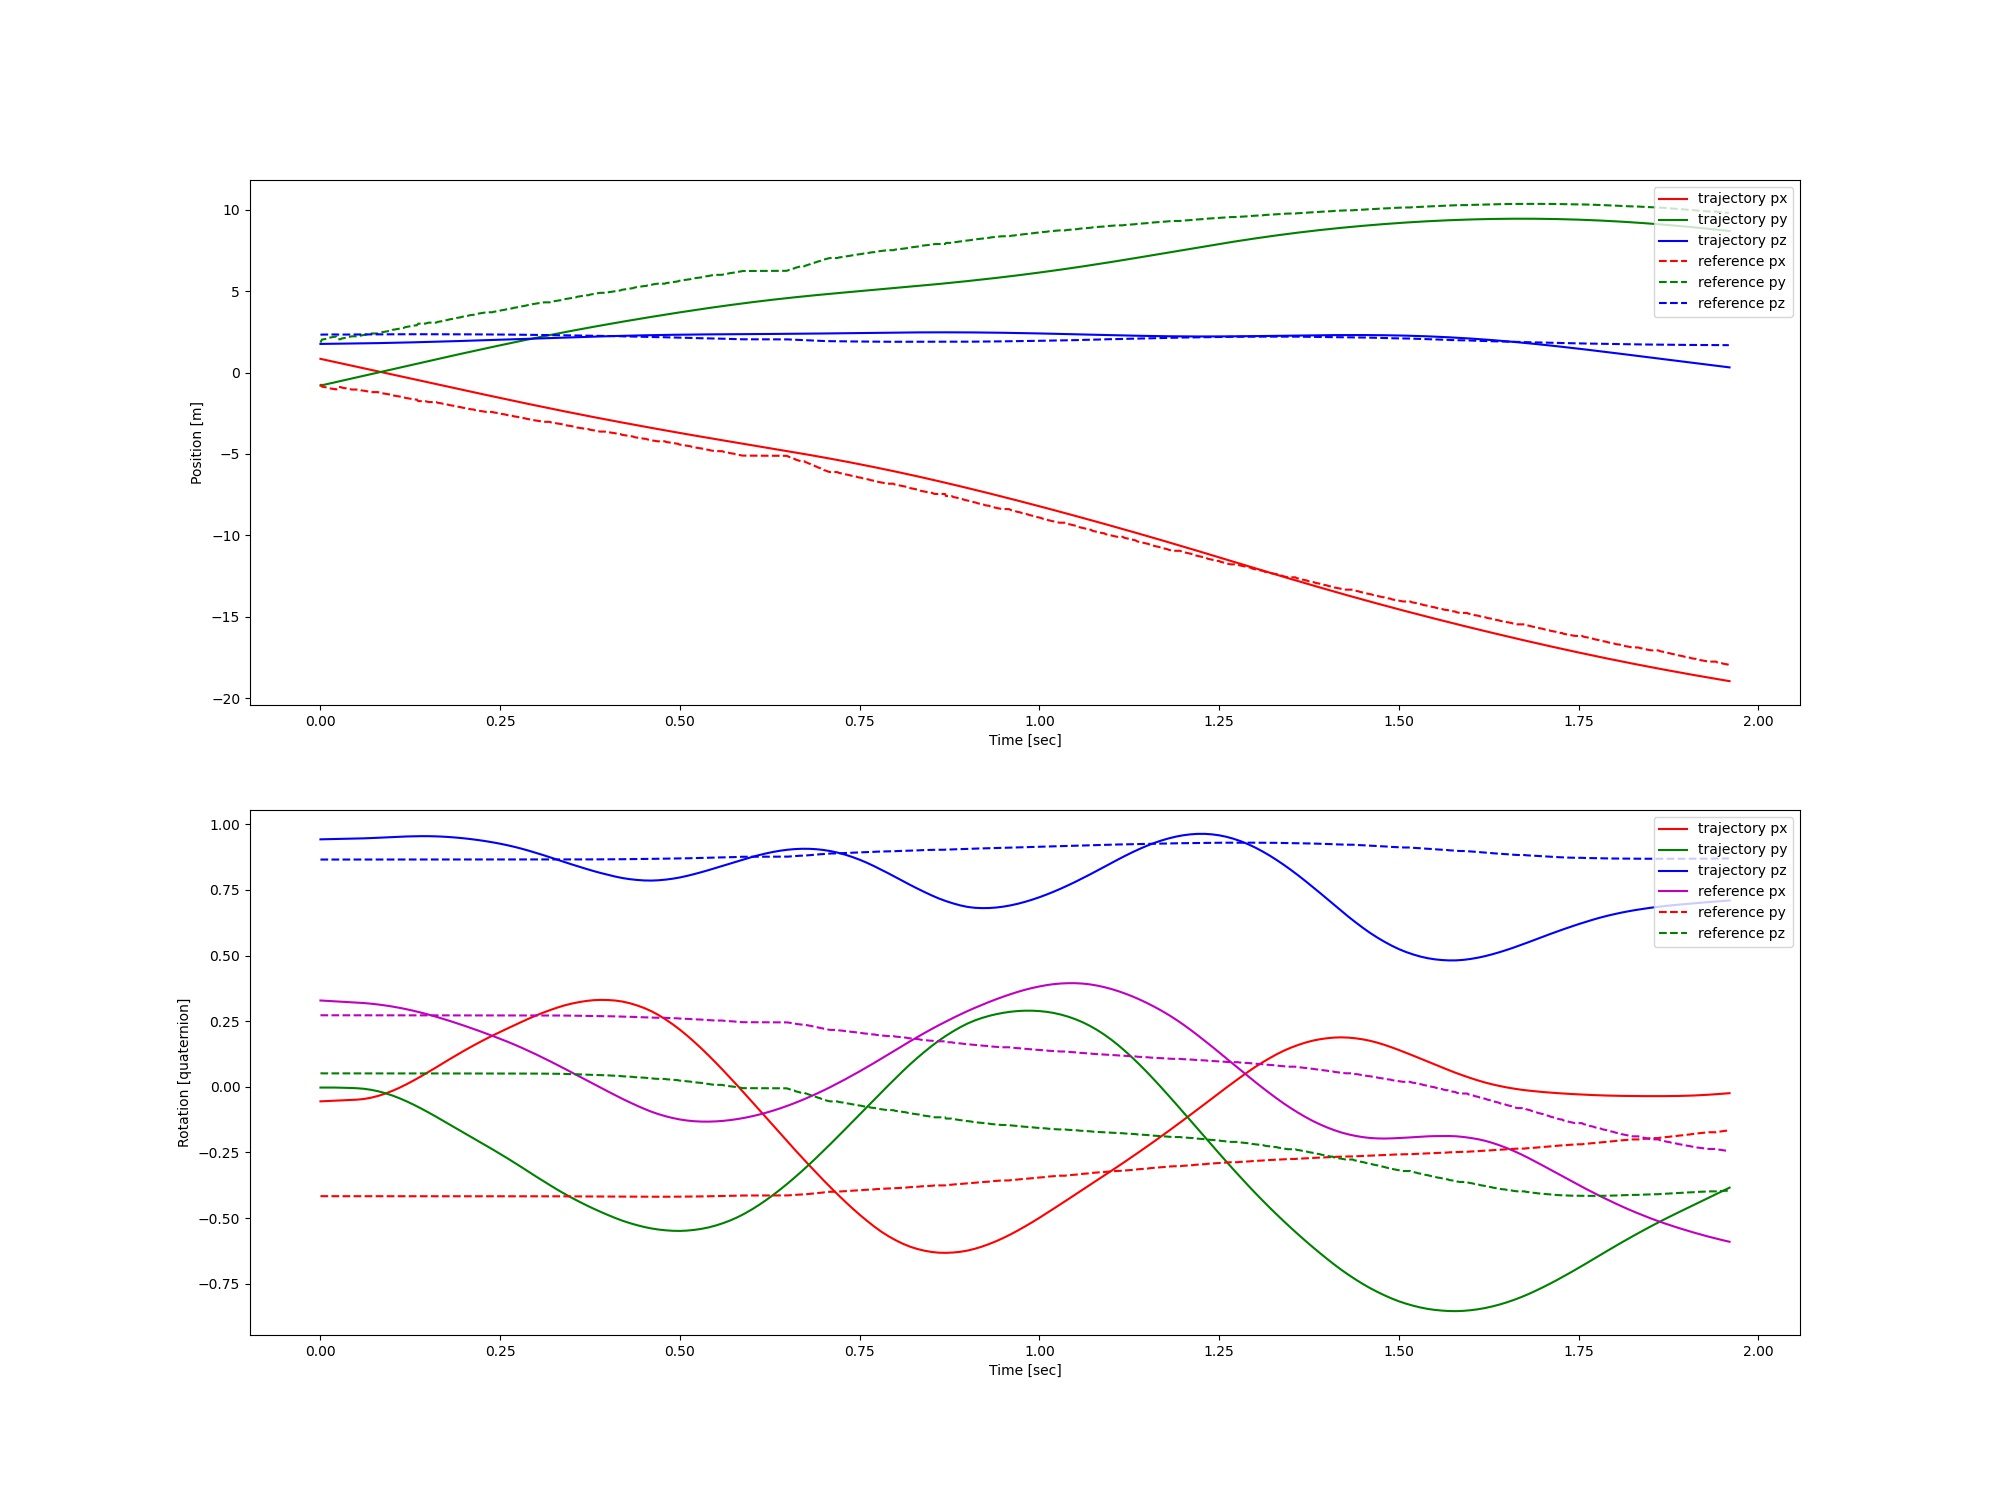 10
5
0
−5
−10
−15
−20
Position [m]
trajectory px
trajectory py
trajectory pz
reference px
reference py
reference pz
0.00 0.25 0.50 0.75 1.00 1.25 1.50 1.75 2.00
Time [sec]
1.00
0.75
0.50
0.25
0.00
−0.25
−0.50
−0.75
Rotation [quaternion]
trajectory px
trajectory py
trajectory pz
reference px
reference py
reference pz
0.00 0.25 0.50 0.75 1.00 1.25 1.50 1.75 2.00
Time [sec]